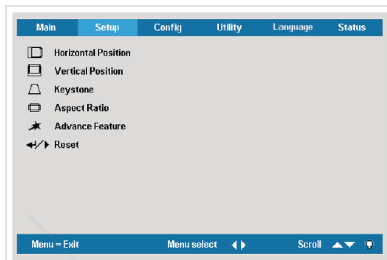 Main Setup Config Utility Language Status
Horizontal Position
Vertical Position
Keystone
Aspect Ratio
Advance Feature
Reset
Menu = Exit Menu select Scroll